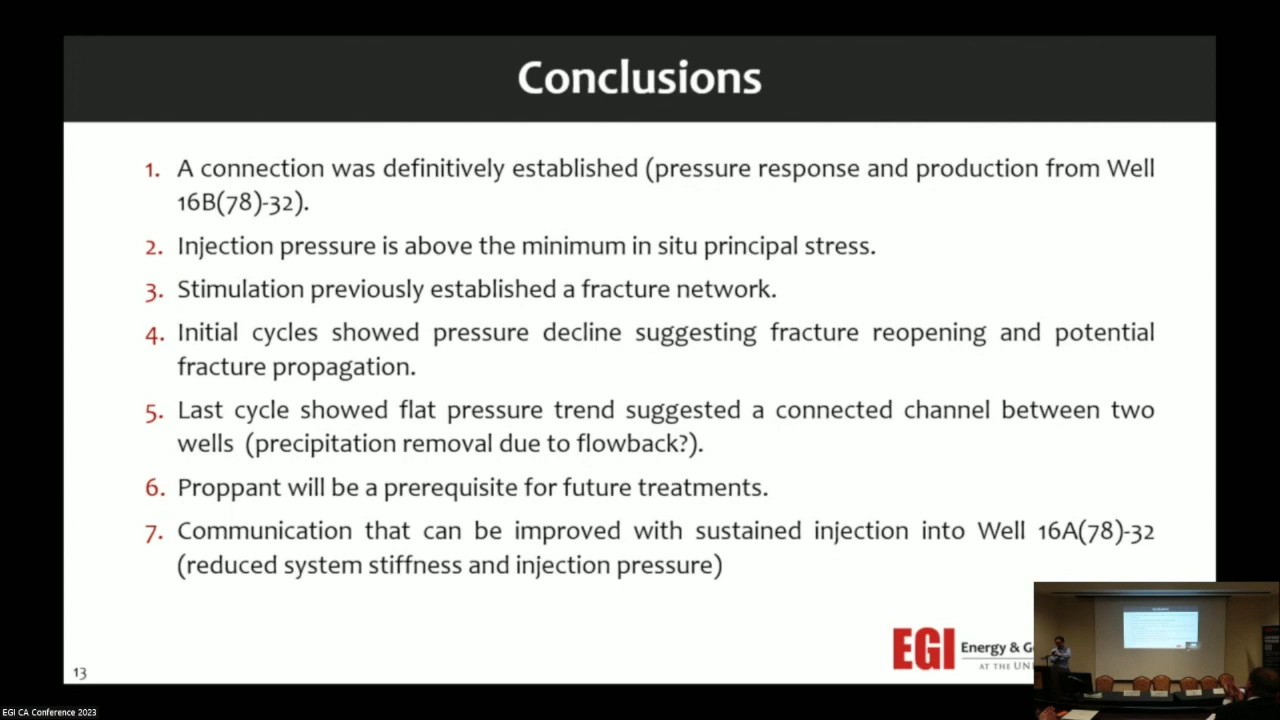 Conclusions
1. A connection was definitively established (pressure response and production from Well
16B(78)-32).
2. Injection pressure is above the minimum in situ principal stress.
3. Stimulation previously established a fracture network.
4. Initial cycles showed pressure decline suggesting fracture reopening and potential
fracture propagation.
5. Last cycle showed flat pressure trend suggested a connected channel between two
wells (precipitation removal due to flowback?).
6. Proppant will be a prerequisite for future treatments.
7. Communication that can be improved with sustained injection into Well 16A(78)-32
(reduced system stiffness and injection pressure)
EGI Energy & G
AT THE UN
13
EGI CA Conference 2023